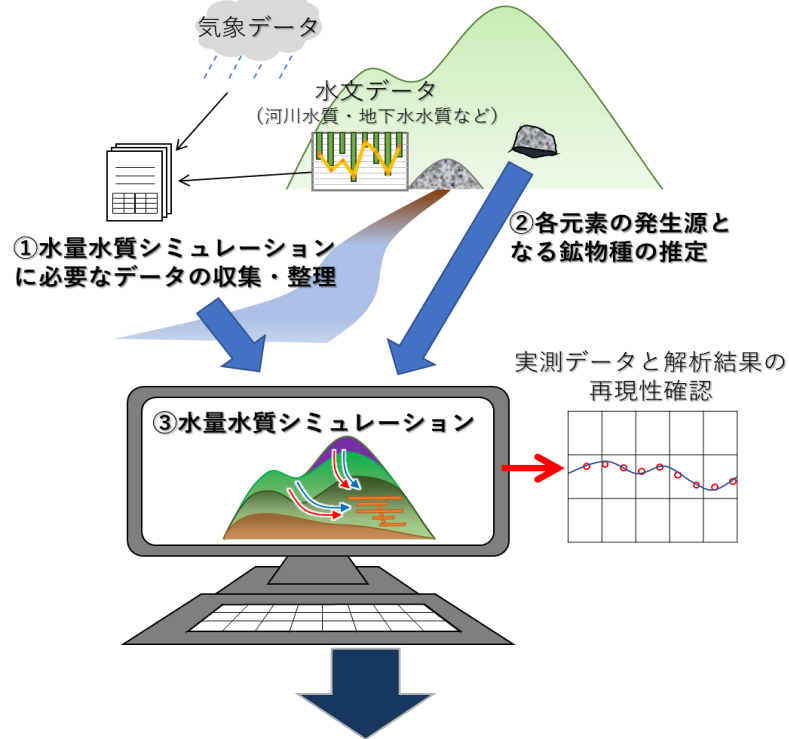 気象データ
水文データ
（河川水質・地下水水質など）
①水量水質シミュレーション
に必要なデータの収集・整理
②各元素の発生源と
なる鉱物種の推定
実測データと解析結果の
再現性確認
③水量水質シミュレーション